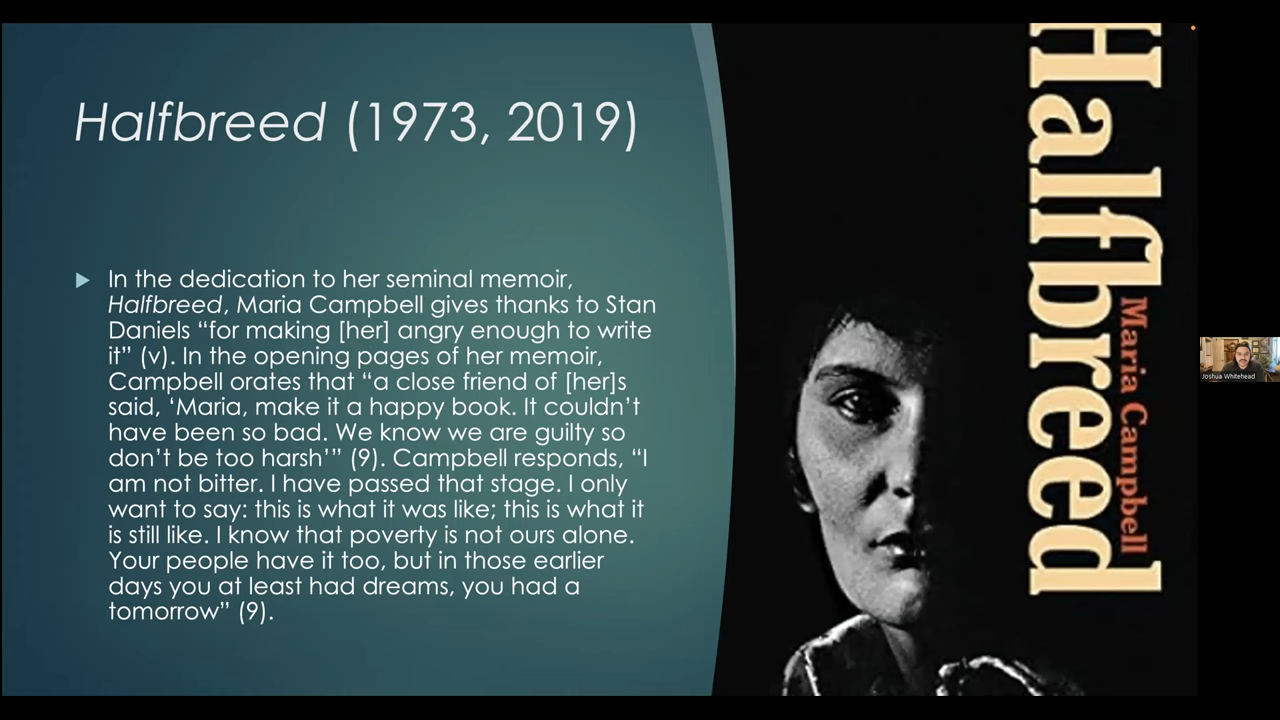 Halfbreed (1973, 2019)
In the dedication to her seminal memoir,
Halfbreed, Maria Campbell gives thanks to Stan
Daniels “for making [her] angry enough to write
it” (v). In the opening pages of her memoir,
Campbell orates that “a close friend of [her]s
said, ‘Maria, make it a happy book. It couldn’t
have been so bad. We know we are guilty so
don’t be too harsh’” (9). Campbell responds, “I
am not bitter. I have passed that stage. I only
want to say: this is what it was like; this is what it
is still like. I know that poverty is not ours alone.
Your people have it too, but in those earlier
days you at least had dreams, you had a
tomorrow” (9).
Halfbreed
Maria Campbell
Joshua Whitehead